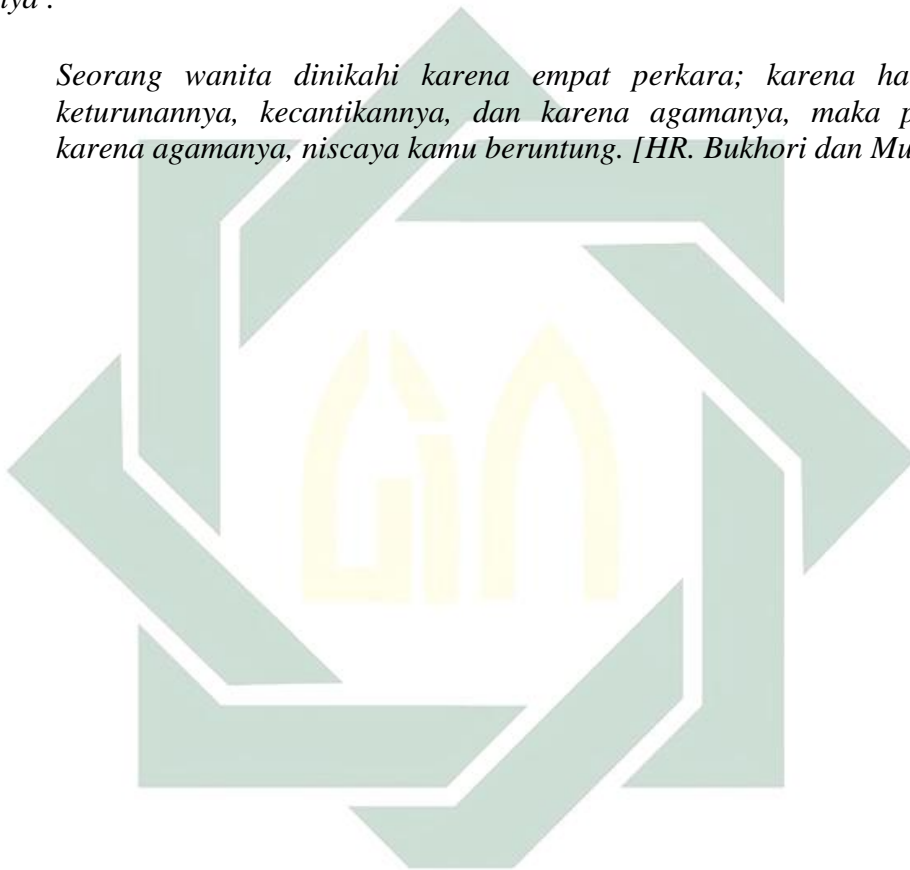 Seorang wanita dinikahi karena empat perkara; karena ha
keturunannya, kecantikannya, dan karena agamanya, maka p
karena agamanya, niscaya kamu beruntung. [HR. Bukhori dan Mu